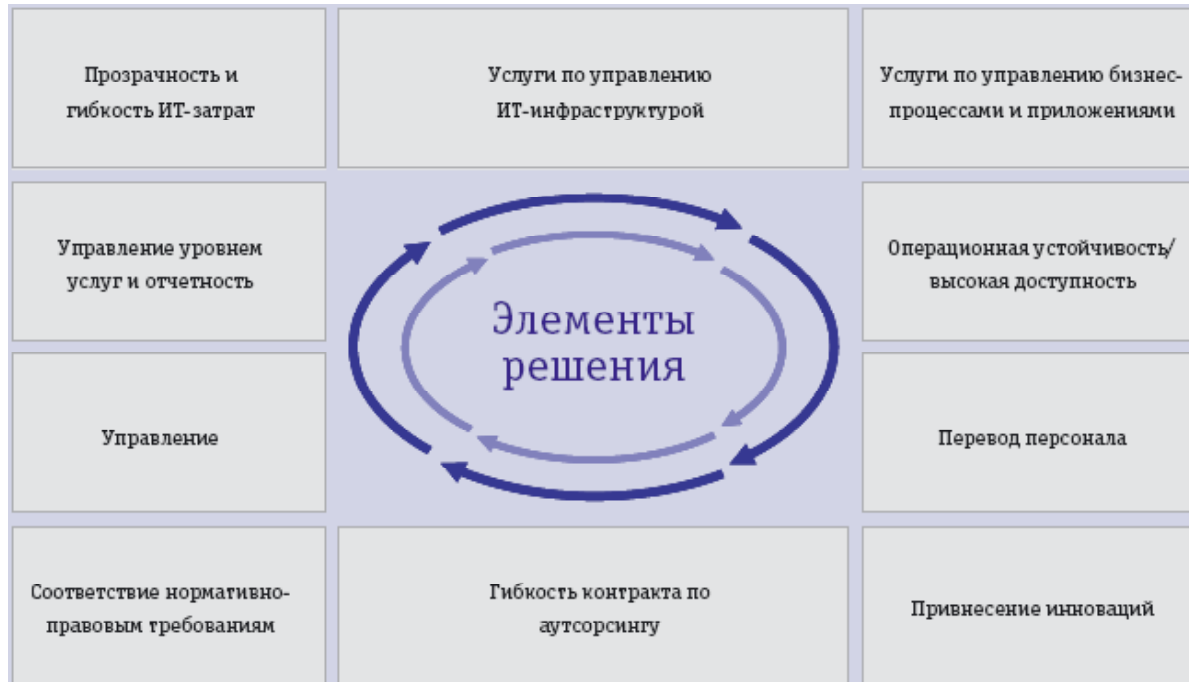 Прозрачность и
гибкость ИТ-затрат
Услуги по управлению
ИТ-инфраструктурой
Услуги по управлению бизнес-
процессами и приложениями
Управление уровнем
услуг и отчетность
Элементы
решения
Операционная устойчивость/
высокая доступность
Управление
Перевод персонала
Соответствие нормативно-
правовым требованиям
Гибкость контракта по
аутсорсингу
Привнесение инноваций